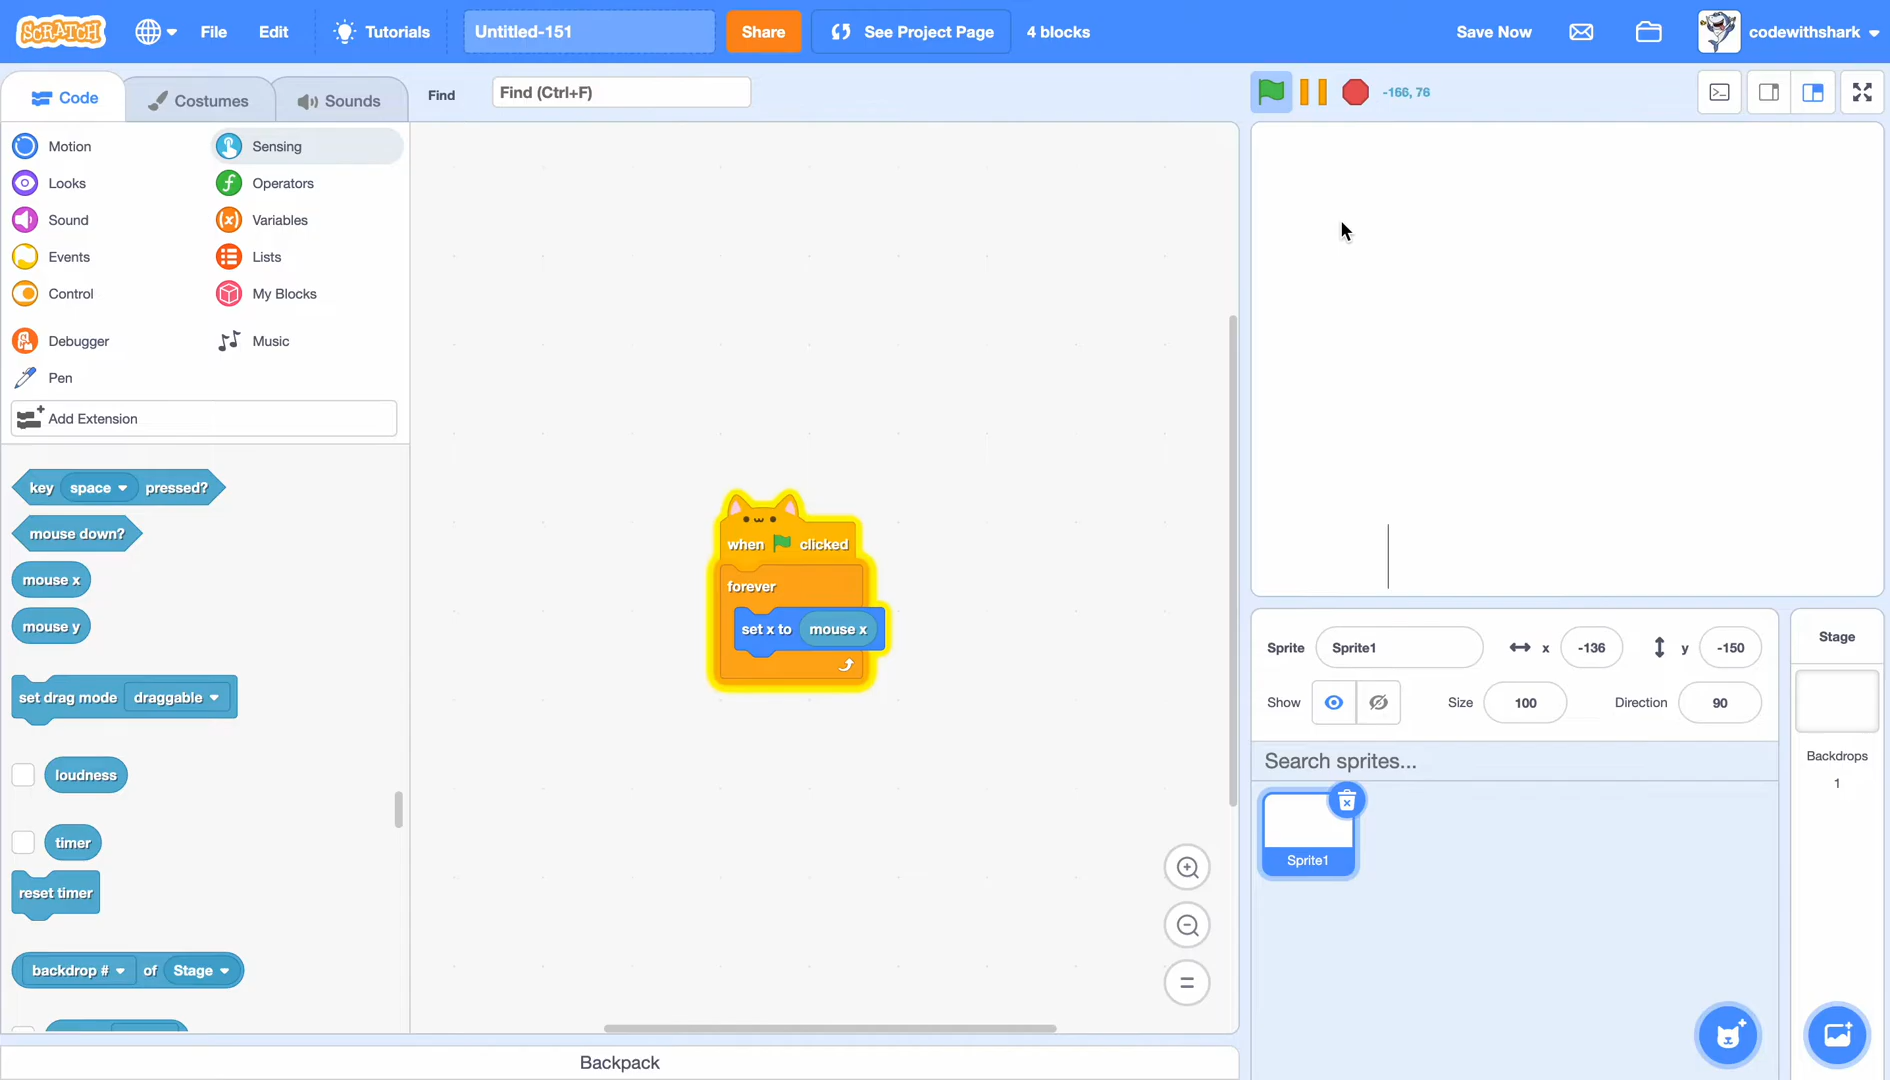 SCRATCH
File
Edit
Tutorials
Untitled-151
Share
See Project Page
4 blocks
Save Now
codewithshark
Code
Costumes
Sounds
Find
Find (Ctrl+F)
-166, 76
Motion
Sensing
Looks
Operators
Sound
Variables
Events
Lists
Control
My Blocks
Debugger
Music
Pen
Add Extension
key space pressed?
mouse down?
mouse x
mouse y
set drag mode draggable
loudness
timer
reset timer
backdrop # of Stage
when clicked
forever
set x to mouse x
Sprite Sprite1 x -136 y -150
Show Size 100 Direction 90
Search sprites...
Sprite1
Stage
Backdrops
1
Backpack